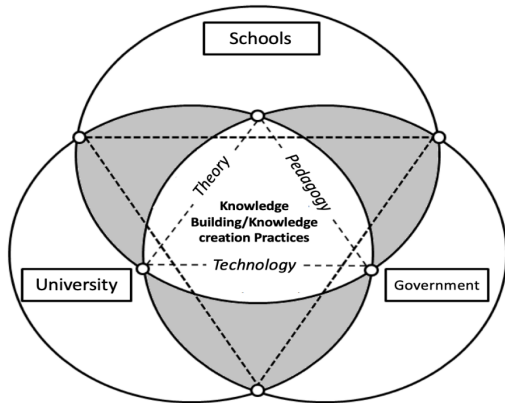 Schools
Theory
Pedagogy
Knowledge
Building/Knowledge
creation Practices
Technology
University
Government